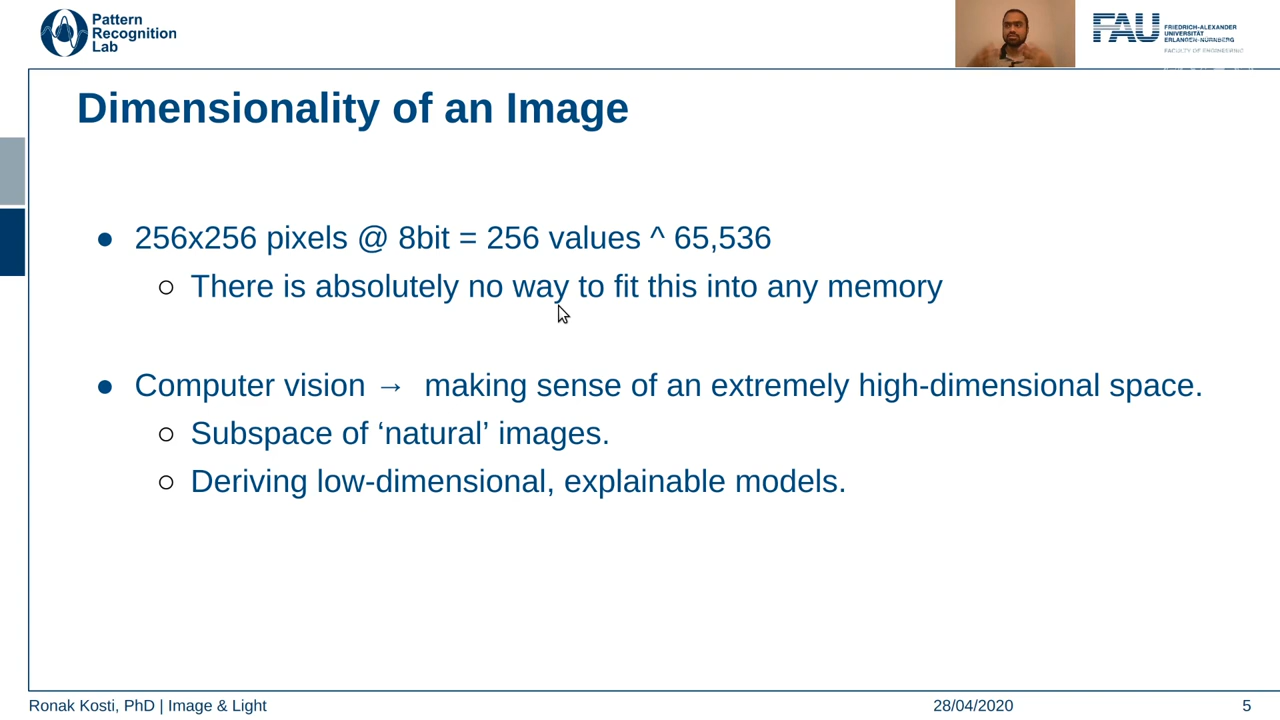 Pattern
Recognition
Lab
FAU
FRIEDRICH-ALEXANDER
UNIVERSITÄT
ERLANGEN-NÜRNBERG
FACULTY OF ENGINEERING
Dimensionality of an Image
● 256x256 pixels @ 8bit = 256 values ^ 65,536
○ There is absolutely no way to fit this into any memory
● Computer vision → making sense of an extremely high-dimensional space.
○ Subspace of ‘natural’ images.
○ Deriving low-dimensional, explainable models.
Ronak Kosti, PhD | Image & Light
28/04/2020
5